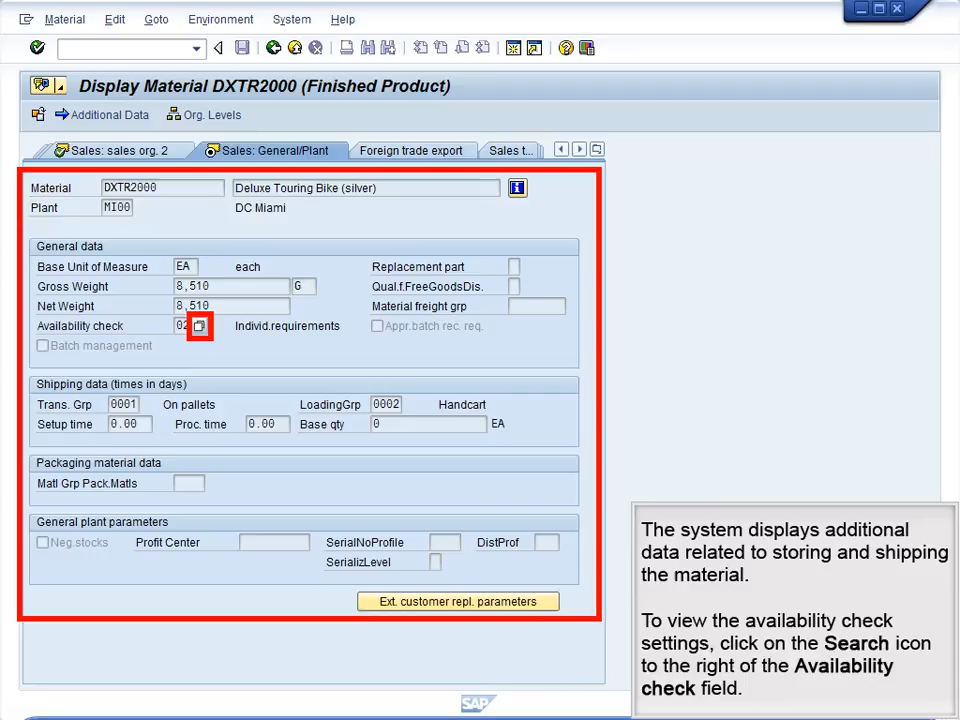 Material Edit Goto Environment System Help
Display Material DXTR2000 (Finished Product)
Additional Data Org. Levels
Sales: sales org. 2 Sales: General/Plant Foreign trade export Sales t...
Material DXTR2000 Deluxe Touring Bike (silver)
Plant MI00 DC Miami
General data
Base Unit of Measure EA each Replacement part
Gross Weight 8,510 G Qual.f.FreeGoodsDis.
Net Weight 8,510 Material freight grp
Availability check 02 Individ.requirements Appr.batch rec. req.
Batch management
Shipping data (times in days)
Trans. Grp 0001 On pallets LoadingGrp 0002 Handcart
Setup time 0.00 Proc. time 0.00 Base qty 0 EA
Packaging material data
Matl Grp Pack.Matls
General plant parameters
Neg.stocks Profit Center SerialNoProfile DistProf
SerializLevel
Ext. customer repl. parameters
The system displays additional
data related to storing and shipping
the material.
To view the availability check
settings, click on the Search icon
to the right of the Availability
check field.
SAP